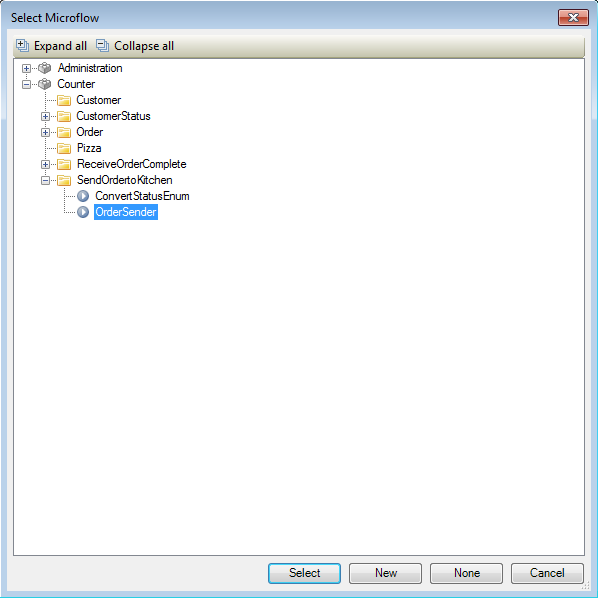 Select Microflow
Expand all Collapse all
Administration
Counter
Customer
CustomerStatus
Order
Pizza
ReceiveOrderComplete
SendOrdertoKitchen
ConvertStatusEnum
OrderSender
Select New None Cancel